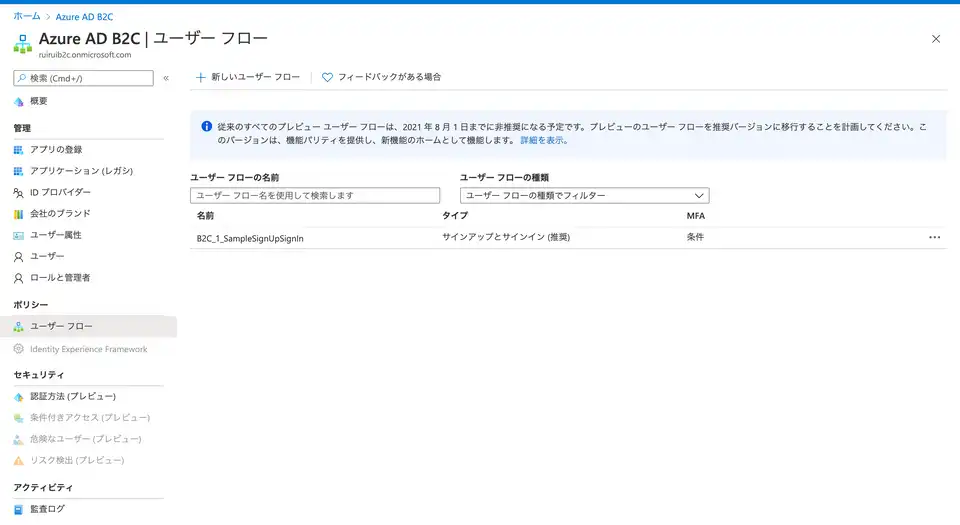 ホーム > Azure AD B2C
Azure AD B2C | ユーザー フロー
ruiruib2c.onmicrosoft.com
検索 (Cmd+/)
«
概要
管理
アプリの登録
アプリケーション (レガシ)
ID プロバイダー
会社のブランド
ユーザー属性
ユーザー
ロールと管理者
ポリシー
ユーザー フロー
Identity Experience Framework
セキュリティ
認証方法 (プレビュー)
条件付きアクセス (プレビュー)
危険なユーザー (プレビュー)
リスク検出 (プレビュー)
アクティビティ
監査ログ
新しいユーザー フロー
フィードバックがある場合
従来のすべてのプレビュー ユーザー フローは、2021 年 8 月 1 日までに非推奨になる予定です。プレビューのユーザー フローを推奨バージョンに移行することを計画してください。こ
のバージョンは、機能パリティを提供し、新機能のホームとして機能します。 詳細を表示。
ユーザー フローの名前
ユーザー フローの種類
ユーザー フロー名を使用して検索します
ユーザー フローの種類でフィルター
名前 タイプ MFA
B2C_1_SampleSignUpSignIn サインアップとサインイン (推奨) 条件